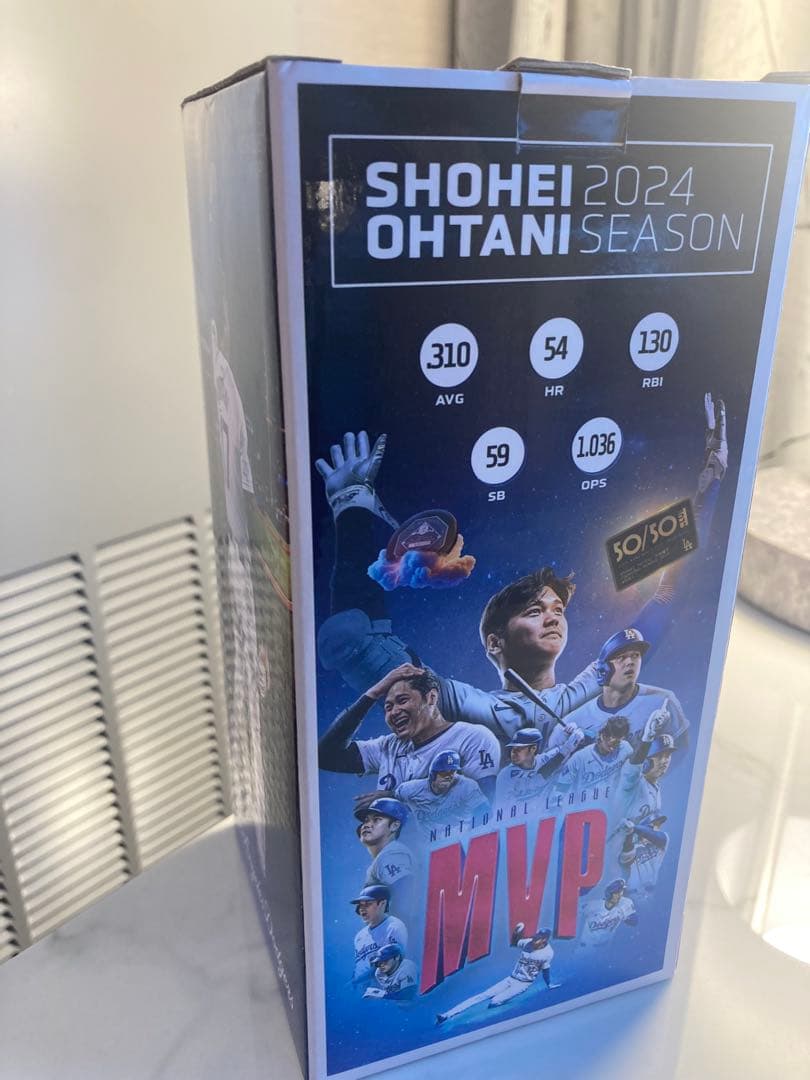 SHOHEI 2024
OHTANI SEASON
.310
AVG
54
HR
130
RBI
59
SB
1.036
OPS
50/50
LA
NATIONAL LEAGUE
MVP